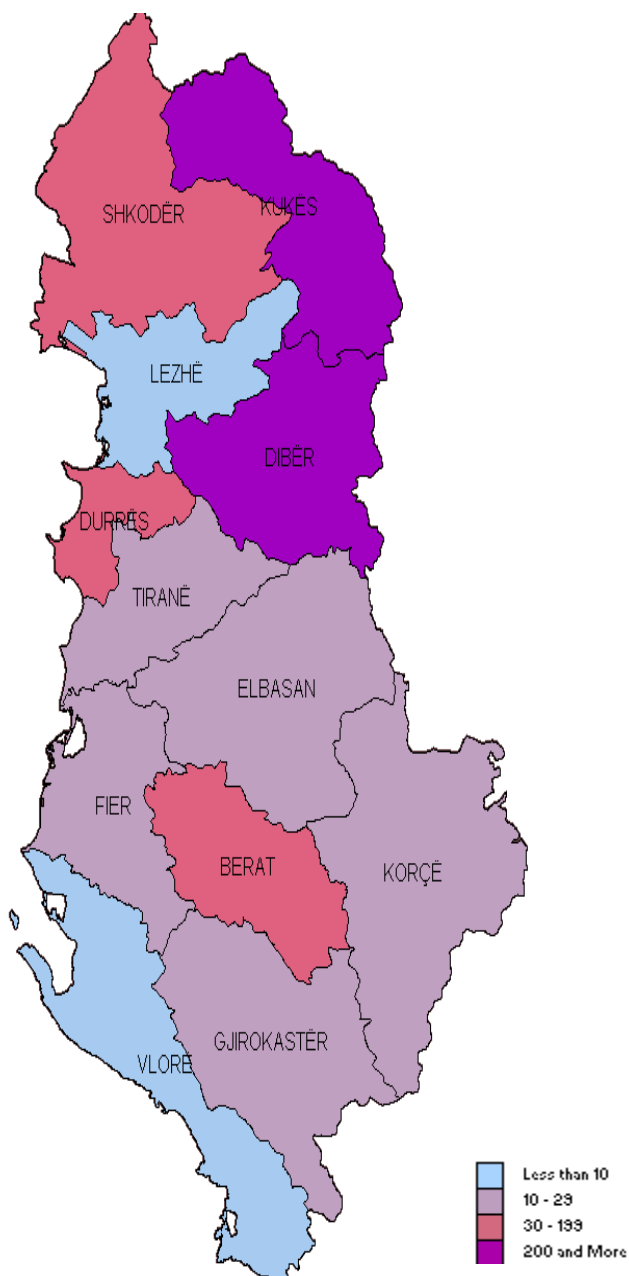 KUKËS
SHKODËR
LEZHË
DIBËR
DURRËS
TIRANË
ELBASAN
FIER
BERAT
KORÇË
GJIROKASTËR
VLORË
Less than 10
10 - 29
30 - 199
200 and More